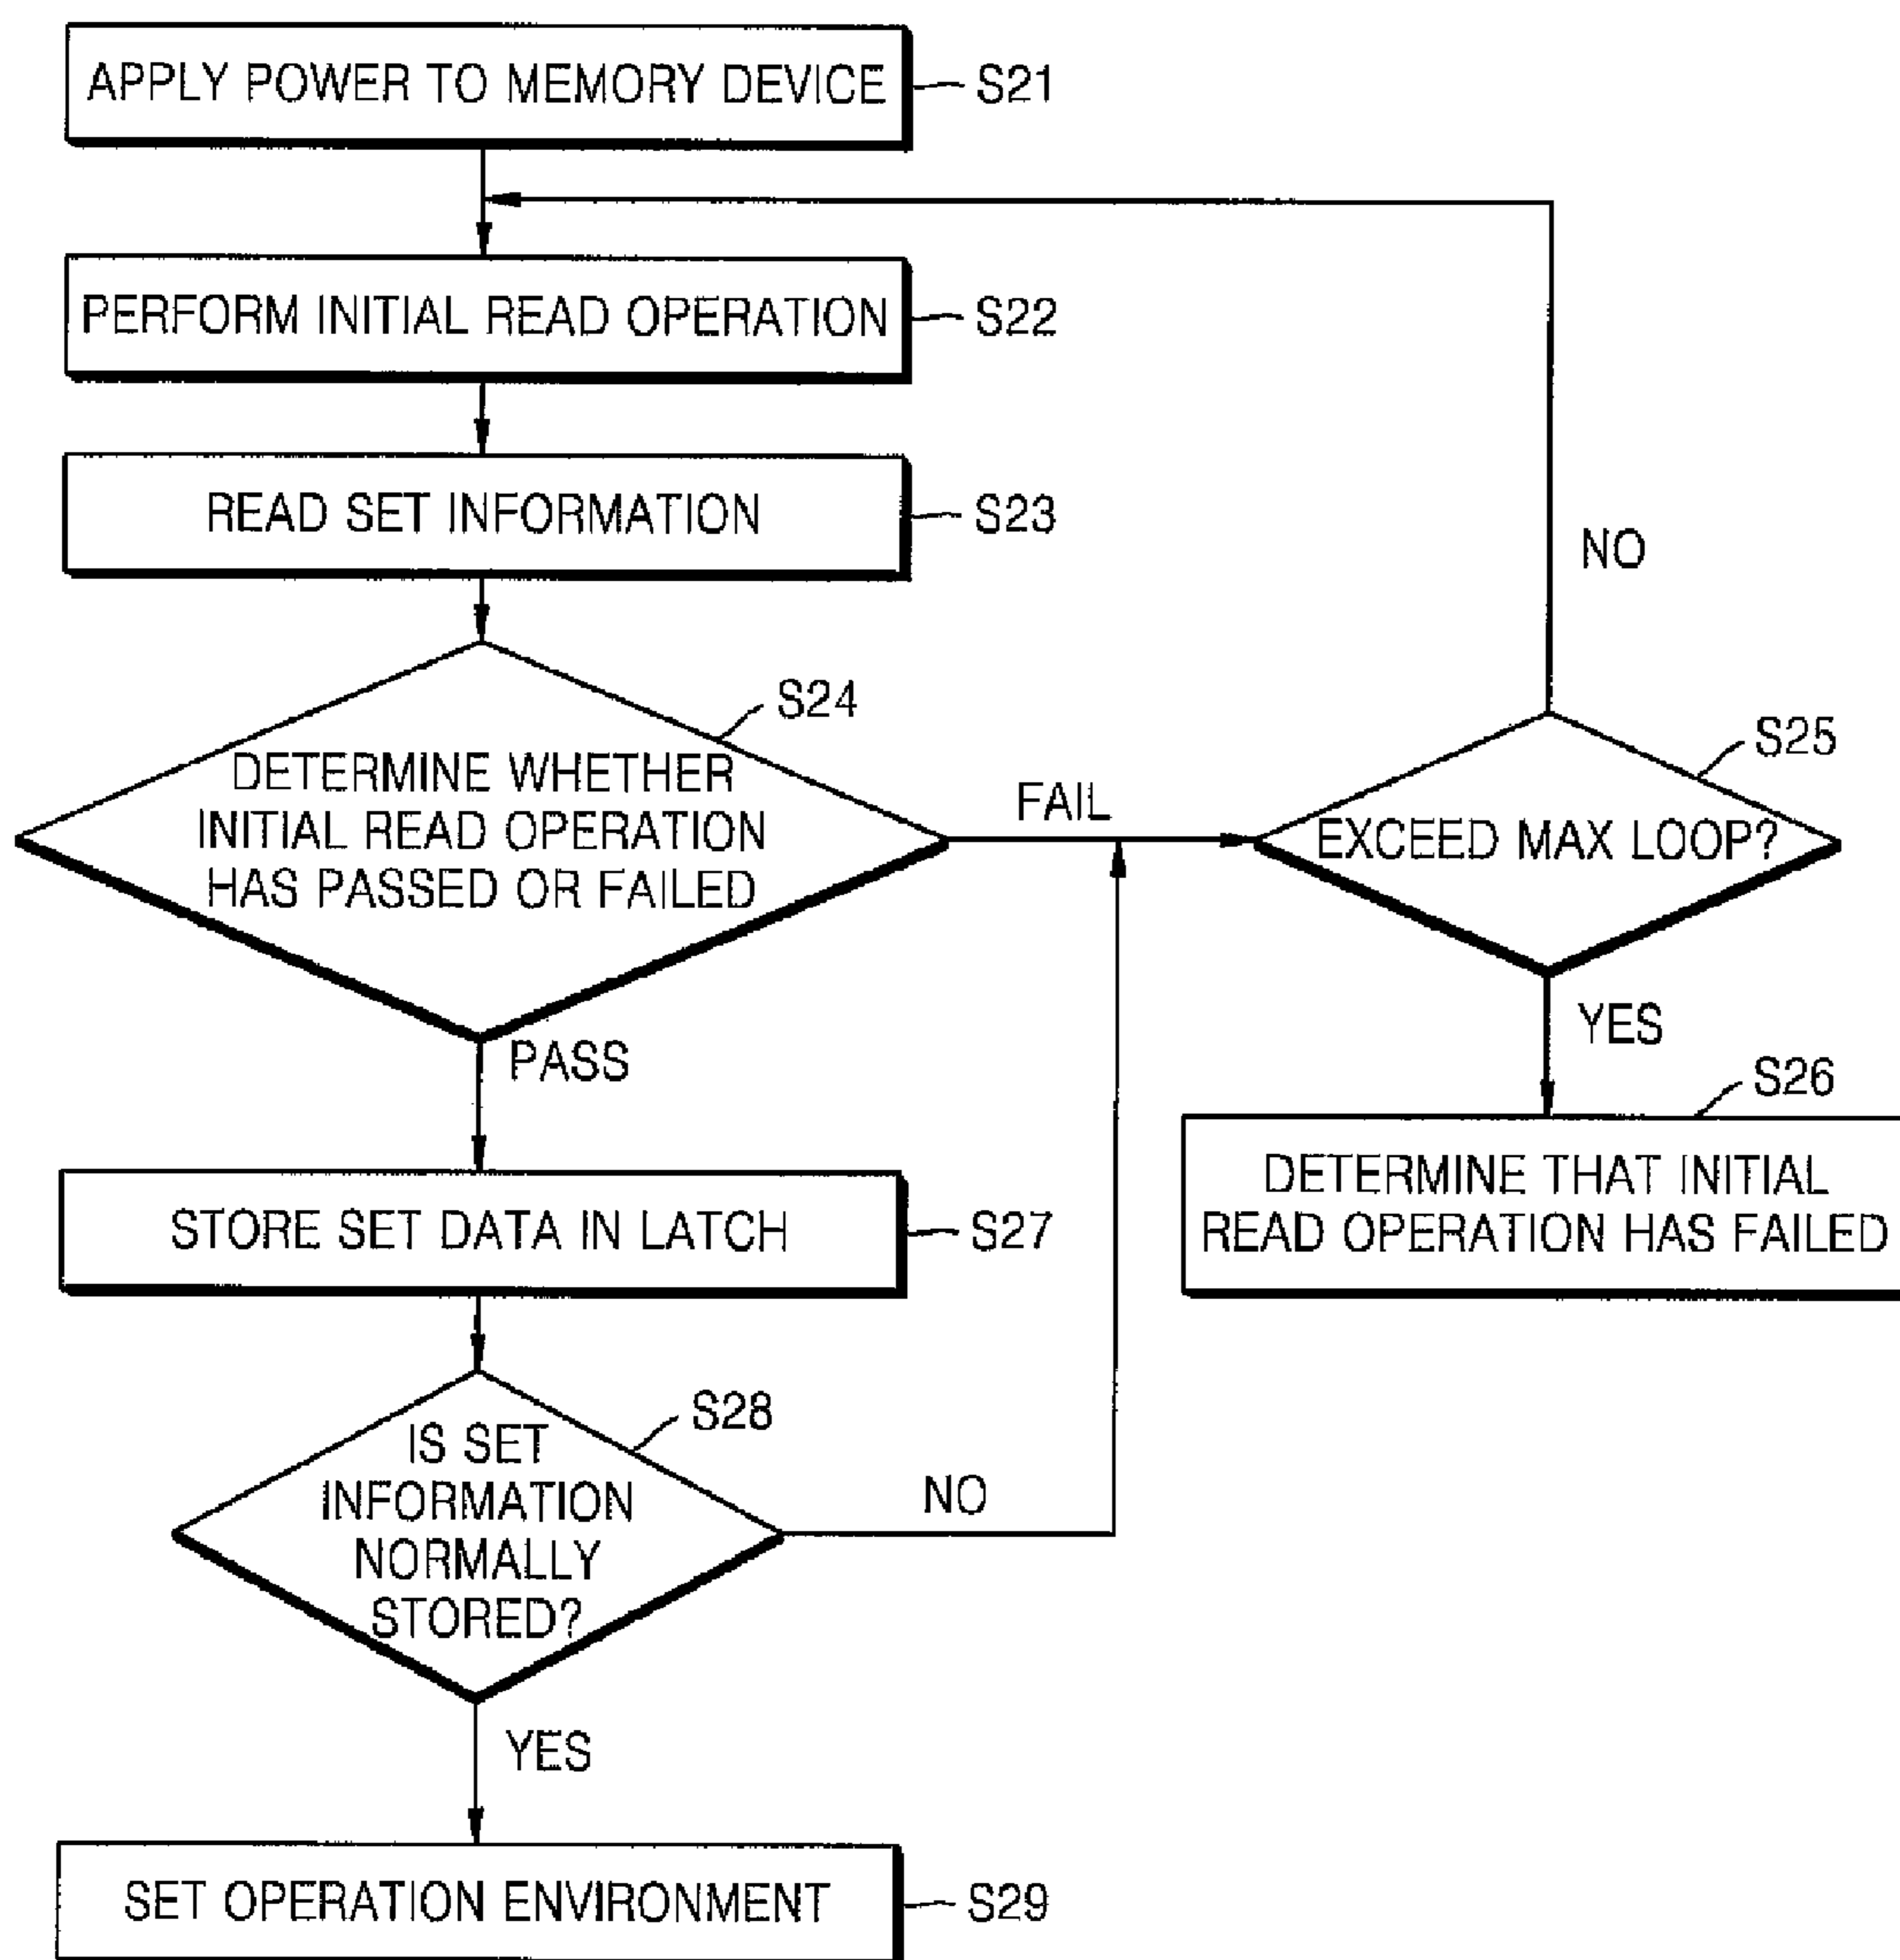 APPLY POWER TO MEMORY DEVICE
S21
PERFORM INITIAL READ OPERATION
S22
READ SET INFORMATION
S23
NO
S24
DETERMINE WHETHER
INITIAL READ OPERATION
HAS PASSED OR FAILED
FAIL
S25
EXCEED MAX LOOP?
PASS
YES
S26
DETERMINE THAT INITIAL
READ OPERATION HAS FAILED
STORE SET DATA IN LATCH
S27
S28
IS SET
INFORMATION
NORMALLY
STORED?
NO
YES
SET OPERATION ENVIRONMENT
S29